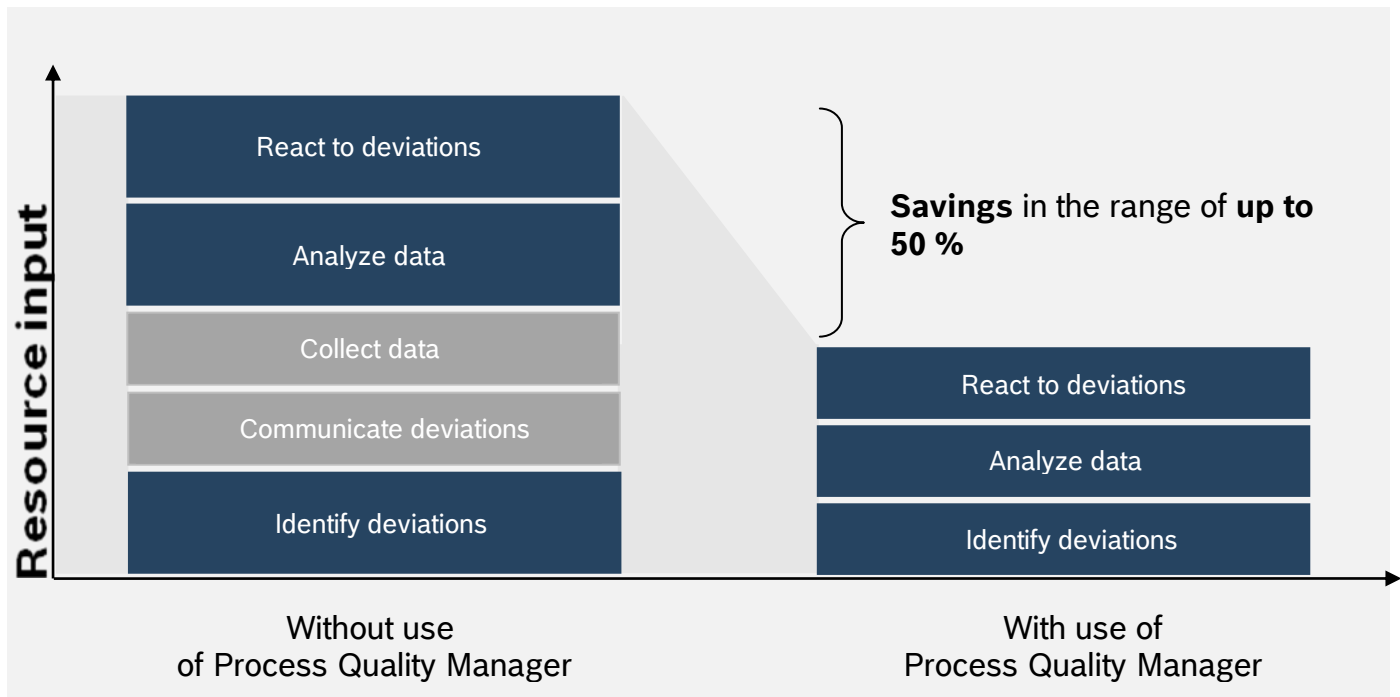 Resource input
React to deviations
Analyze data
Collect data
Communicate deviations
Identify deviations
Savings in the range of up to
50 %
React to deviations
Analyze data
Identify deviations
Without use
of Process Quality Manager
With use of
Process Quality Manager